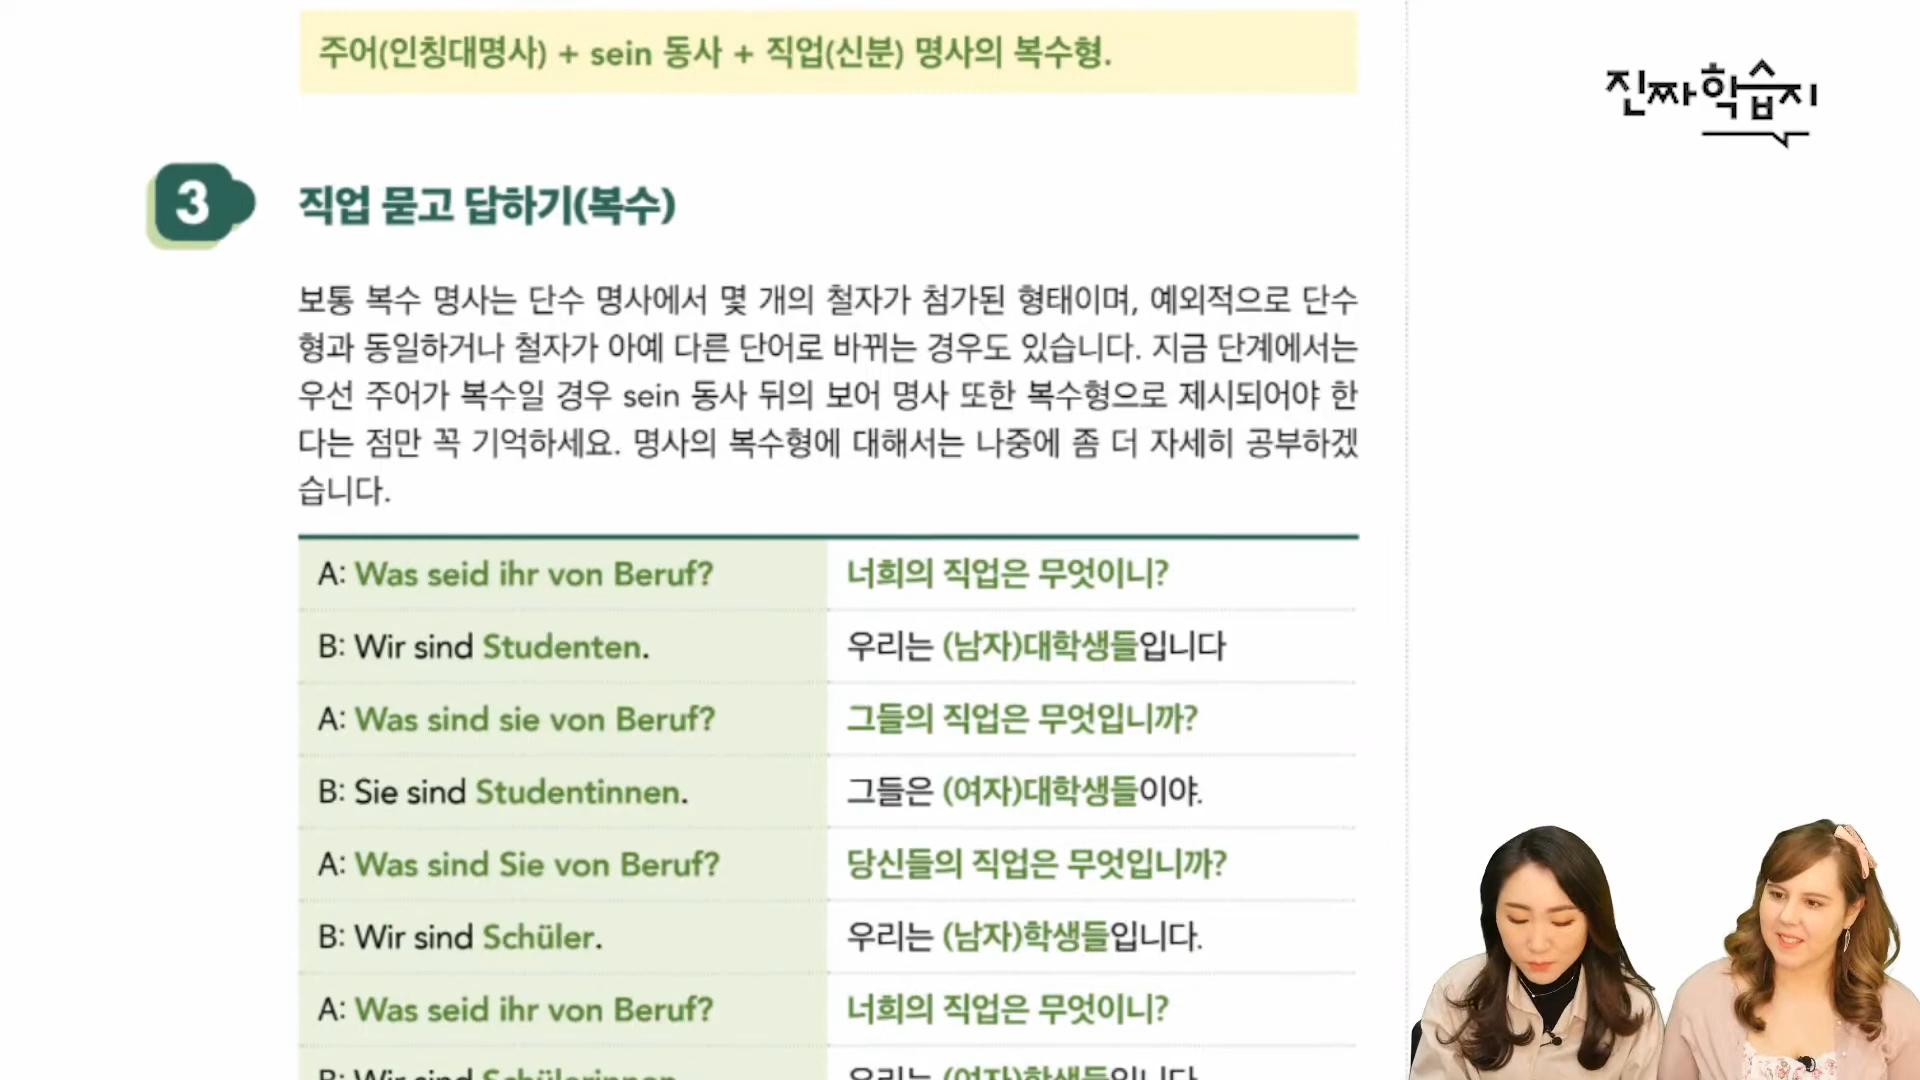 주어(인칭대명사) + sein 동사 + 직업(신분) 명사의 복수형.
진짜학습지
3 직업 묻고 답하기(복수)
보통 복수 명사는 단수 명사에서 몇 개의 철자가 첨가된 형태이며, 예외적으로 단수
형과 동일하거나 철자가 아예 다른 단어로 바뀌는 경우도 있습니다. 지금 단계에서는
우선 주어가 복수일 경우 sein 동사 뒤의 보어 명사 또한 복수형으로 제시되어야 한
다는 점만 꼭 기억하세요. 명사의 복수형에 대해서는 나중에 좀 더 자세히 공부하겠
습니다.
A: Was seid ihr von Beruf? 너희의 직업은 무엇이니?
B: Wir sind Studenten. 우리는 (남자)대학생들입니다
A: Was sind sie von Beruf? 그들의 직업은 무엇입니까?
B: Sie sind Studentinnen. 그들은 (여자)대학생들이야.
A: Was sind Sie von Beruf? 당신들의 직업은 무엇입니까?
B: Wir sind Schüler. 우리는 (남자)학생들입니다.
A: Was seid ihr von Beruf? 너희의 직업은 무엇이니?
B: Wir sind Schülerinnen 우리는 (여자)학생들입니다